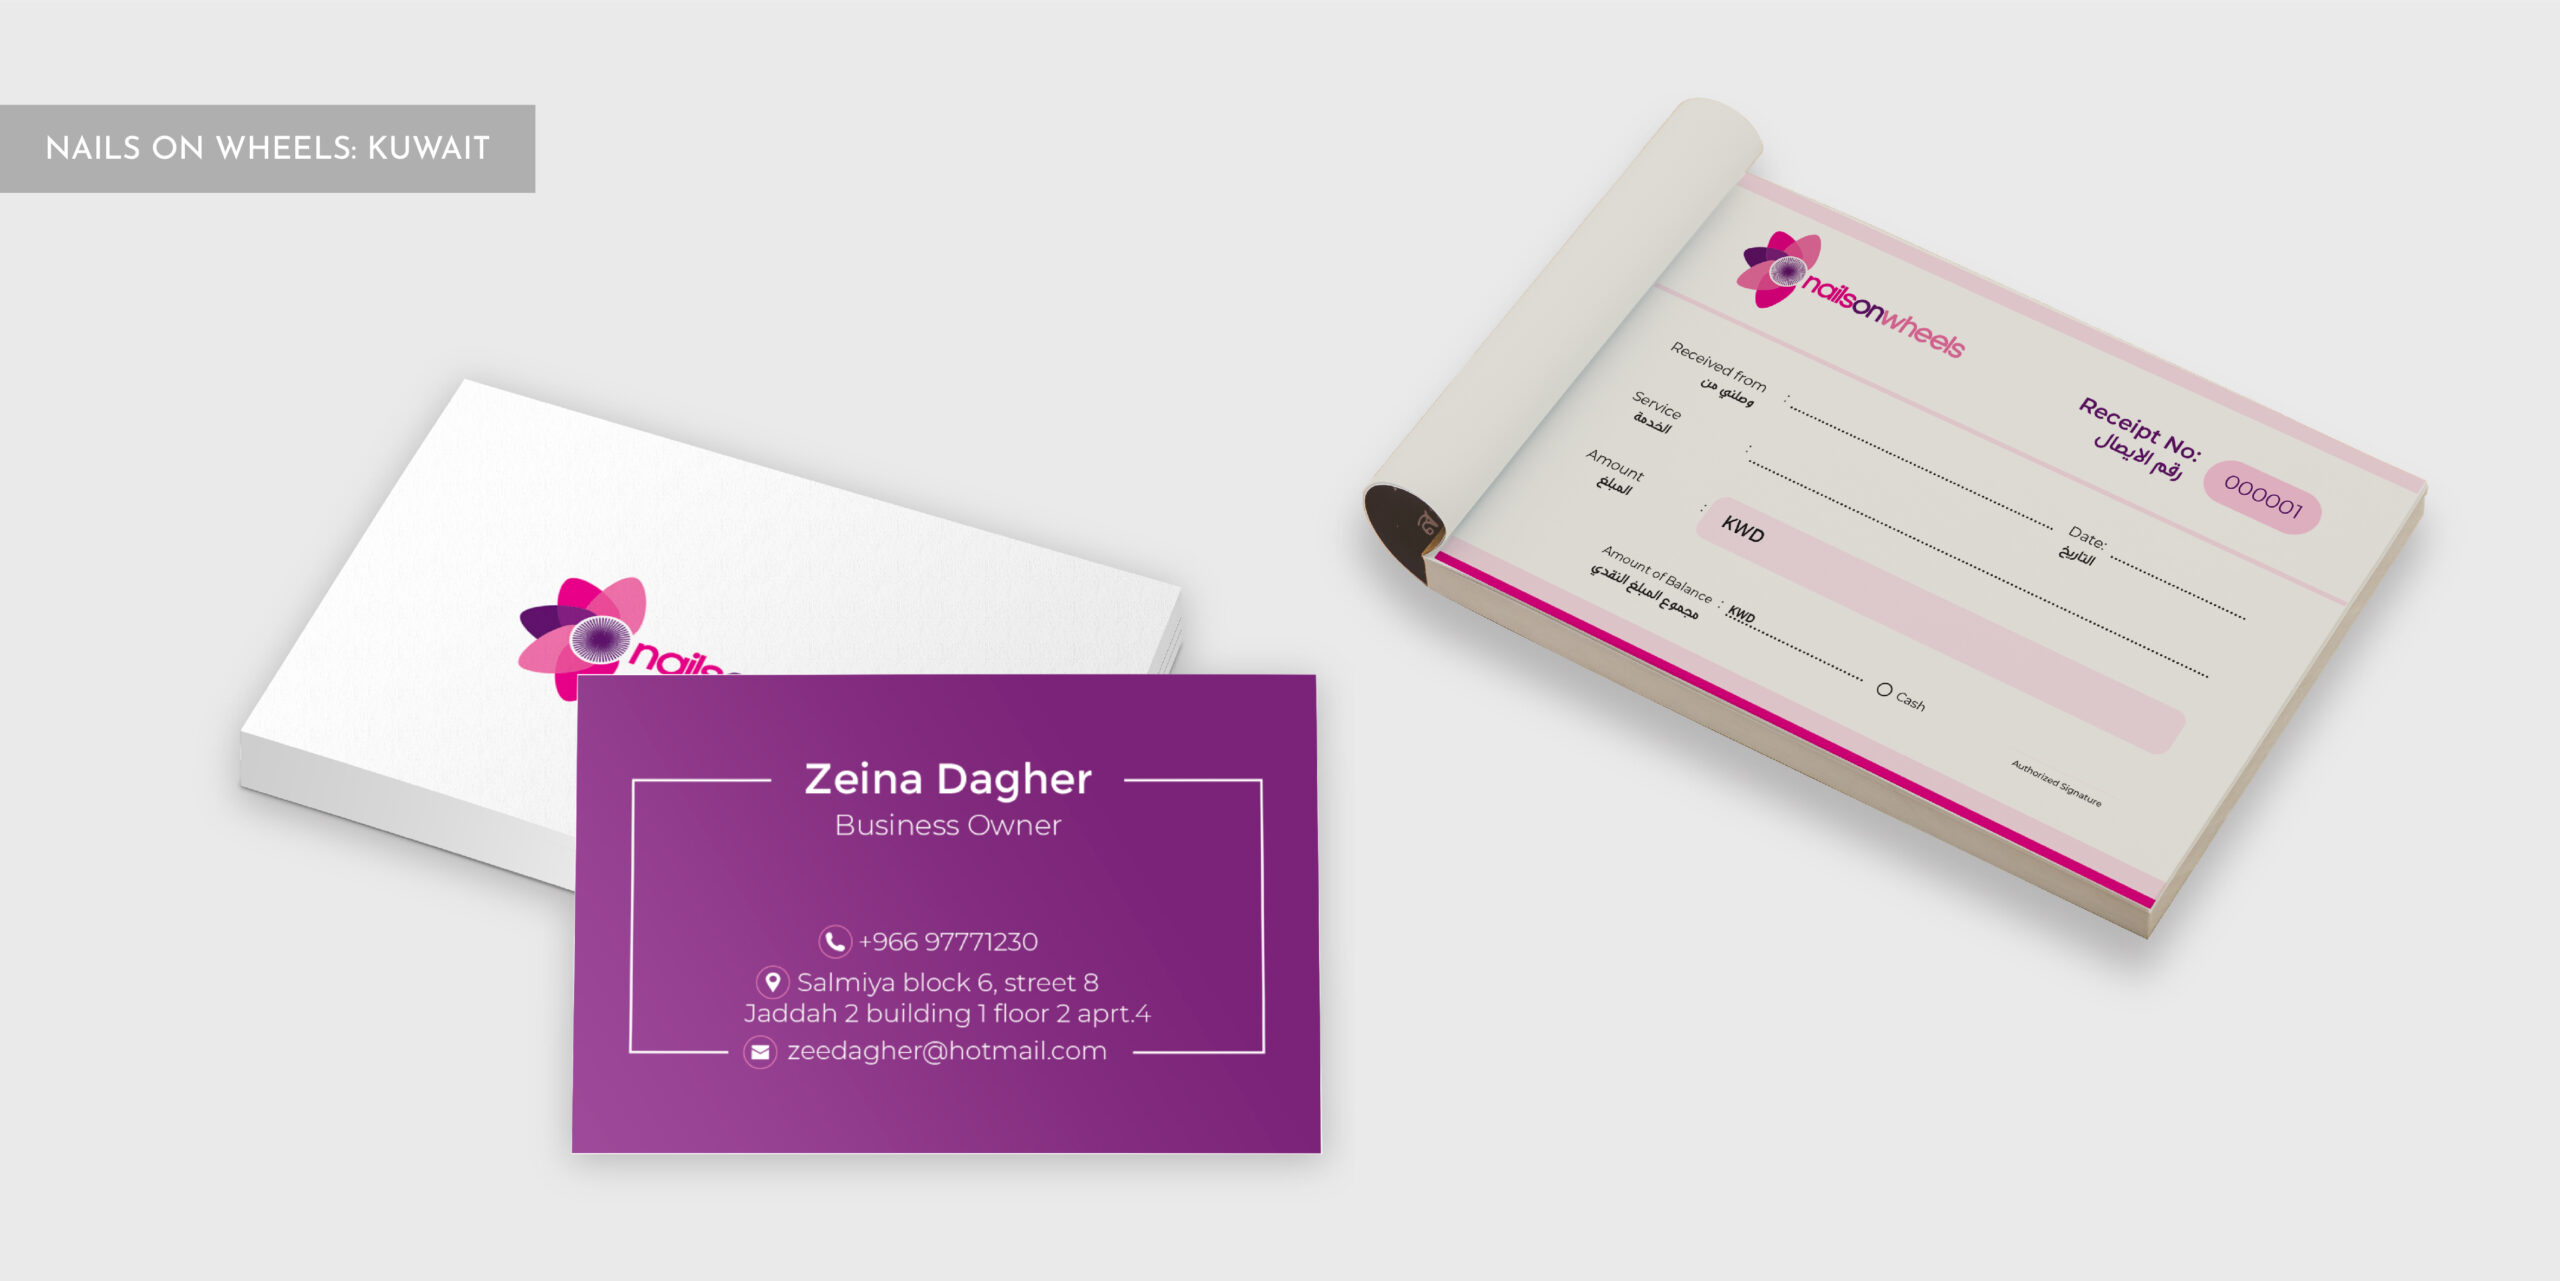 NAILS ON WHEELS: KUWAIT
nails
Zeina Dagher
Business Owner
+966 97771230
Salmiya block 6, street 8
Jaddah 2 building 1 floor 2 aprt.4
zeedagher@hotmail.com
nailsonwheels
Receipt No:
رقم الايصال
000001
Received from :
وصلني من
Date:
التاريخ
Service :
الخدمة
Amount :
المبلغ
KWD
Amount of Balance : KWD
مجموع المبلغ النقدي
Cash
Authorized Signature